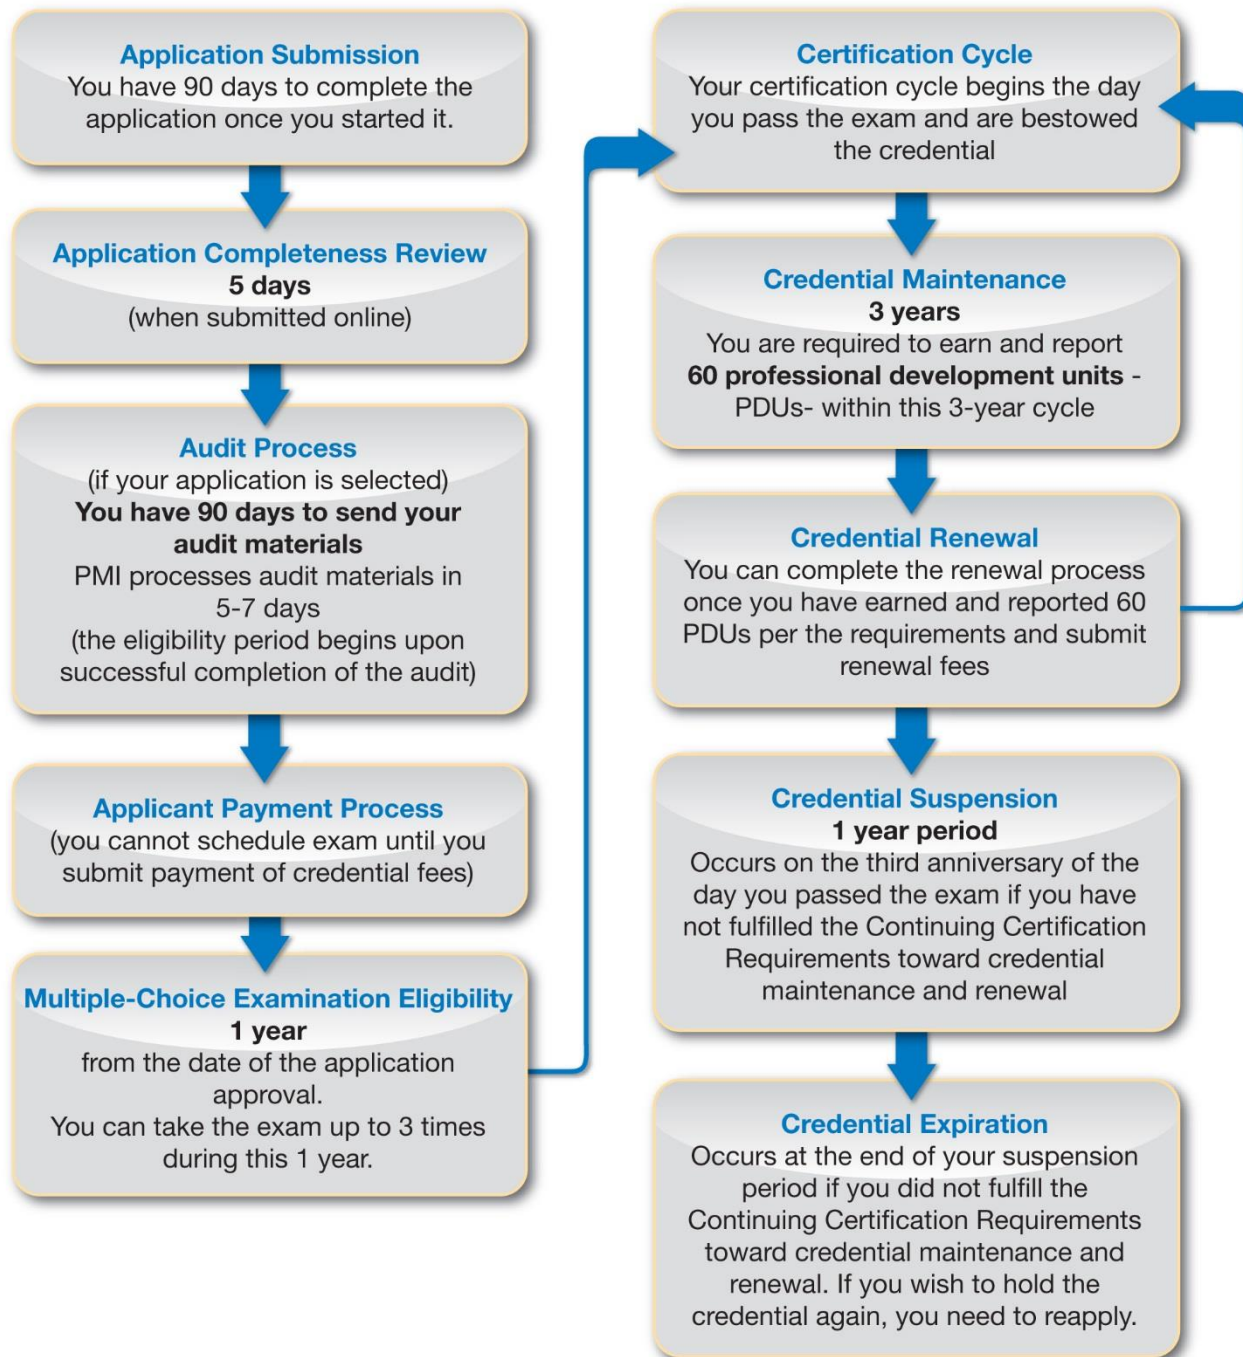 Application Submission
You have 90 days to complete the
application once you started it.
Application Completeness Review
5 days
(when submitted online)
Audit Process
(if your application is selected)
You have 90 days to send your
audit materials
PMI processes audit materials in
5-7 days
(the eligibility period begins upon
successful completion of the audit)
Applicant Payment Process
(you cannot schedule exam until you
submit payment of credential fees)
Multiple-Choice Examination Eligibility
1 year
from the date of the application
approval.
You can take the exam up to 3 times
during this 1 year.
Certification Cycle
Your certification cycle begins the day
you pass the exam and are bestowed
the credential
Credential Maintenance
3 years
You are required to earn and report
60 professional development units -
PDUs- within this 3-year cycle
Credential Renewal
You can complete the renewal process
once you have earned and reported 60
PDUs per the requirements and submit
renewal fees
Credential Suspension
1 year period
Occurs on the third anniversary of the
day you passed the exam if you have
not fulfilled the Continuing Certification
Requirements toward credential
maintenance and renewal
Credential Expiration
Occurs at the end of your suspension
period if you did not fulfill the
Continuing Certification Requirements
toward credential maintenance and
renewal. If you wish to hold the
credential again, you need to reapply.